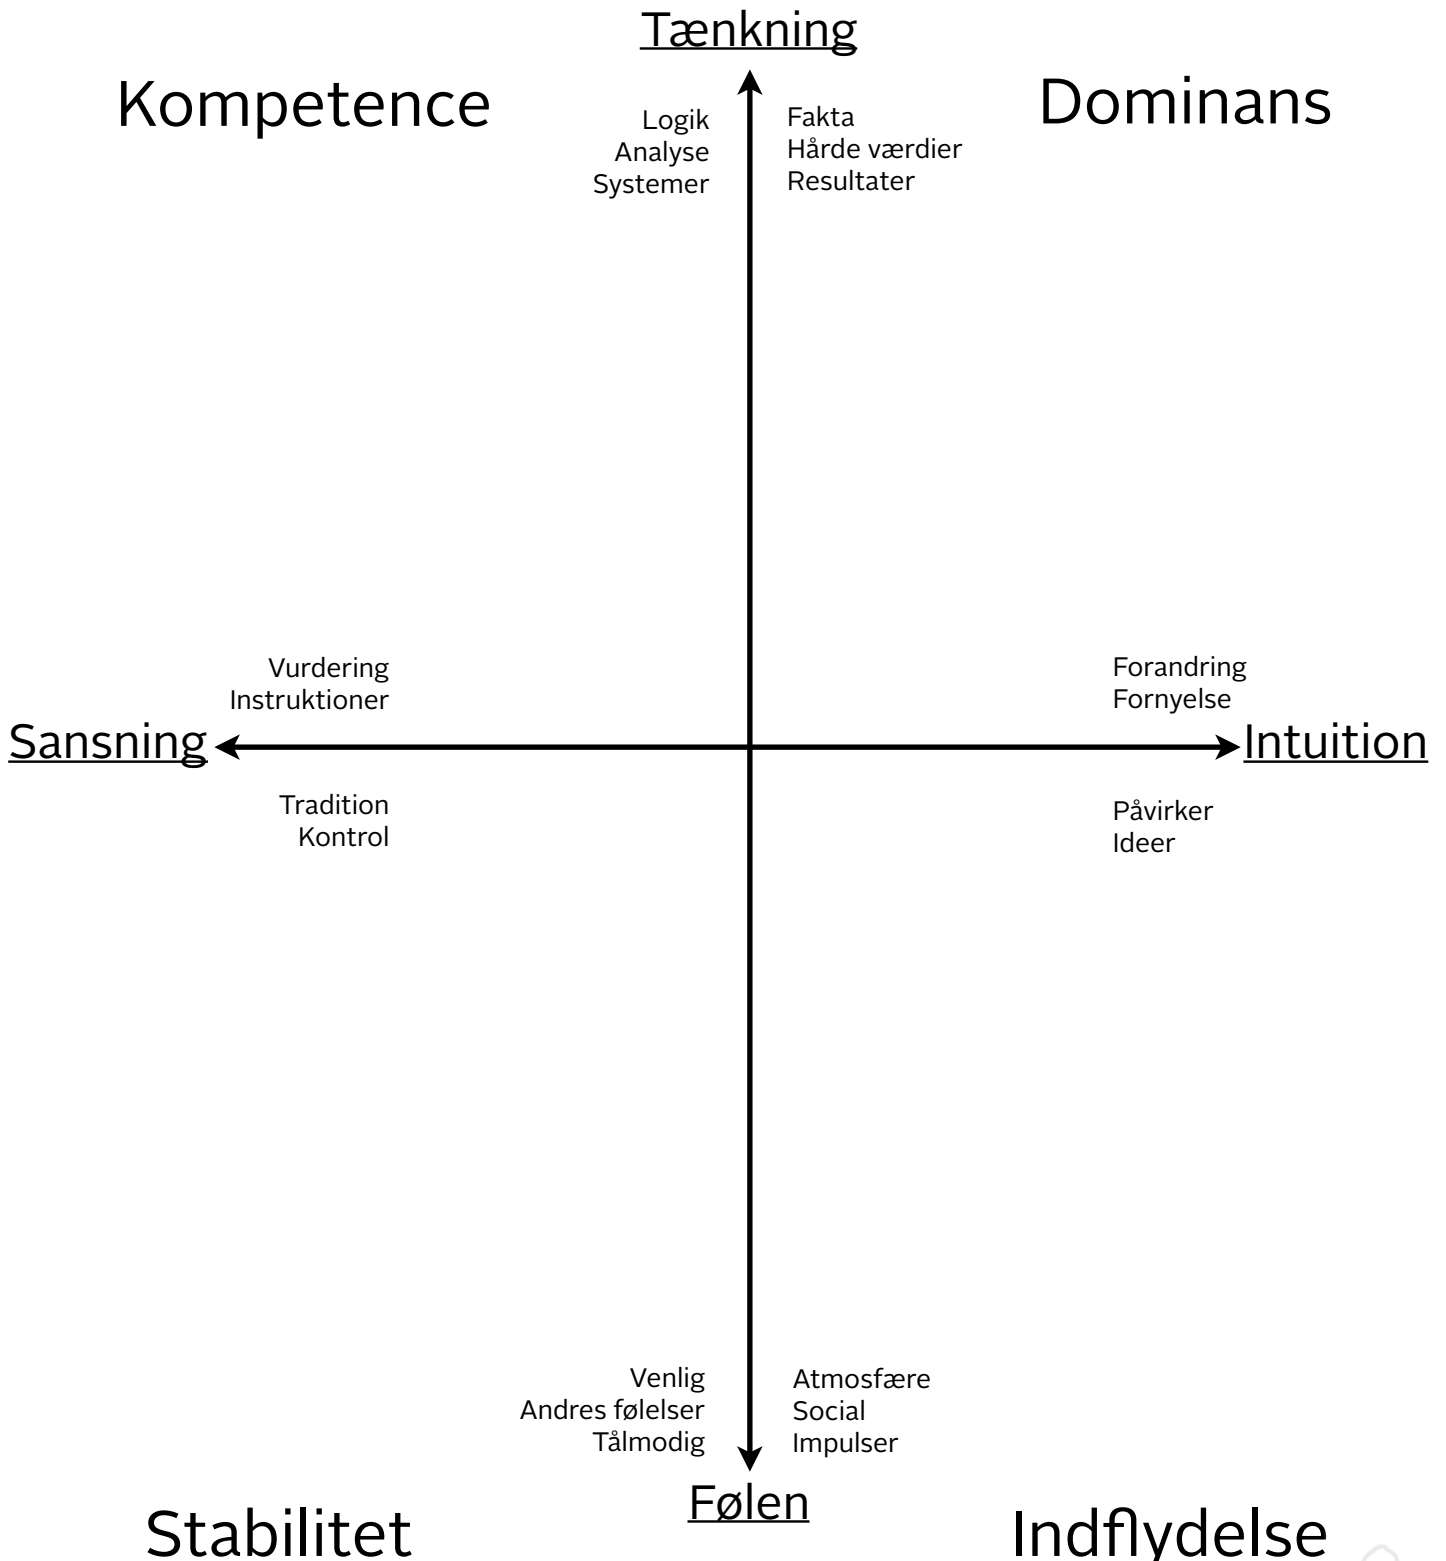 Tænkning
Kompetence
Dominans
Logik
Analyse
Systemer
Fakta
Hårde værdier
Resultater
Vurdering
Instruktioner
Forandring
Fornyelse
Sansning
Intuition
Tradition
Kontrol
Påvirker
Ideer
Venlig
Andres følelser
Tålmodig
Atmosfære
Social
Impulser
Følen
Stabilitet
Indflydelse